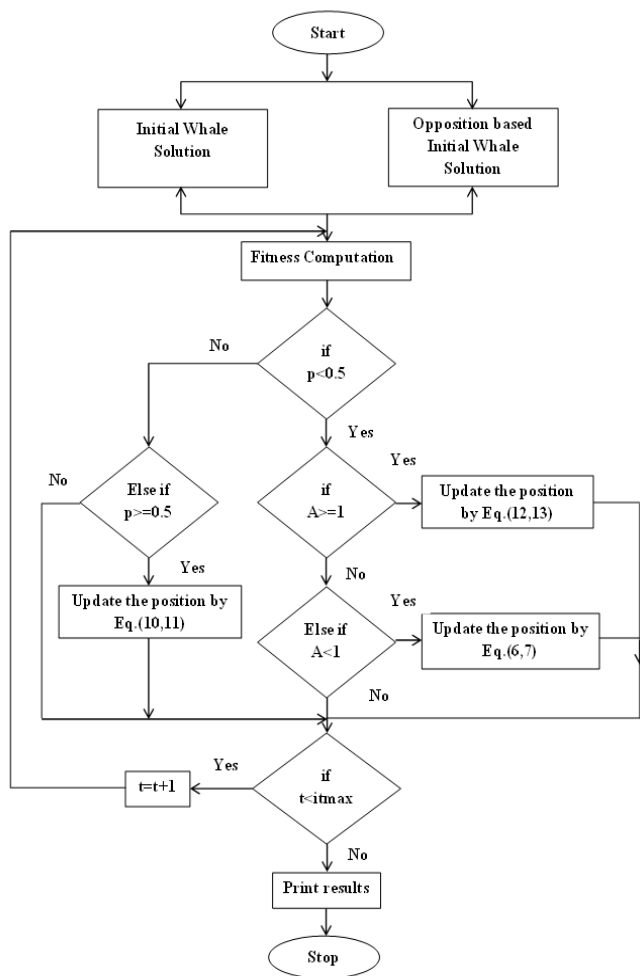 Start
Initial Whale
Solution
Opposition based
Initial Whale
Solution
Fitness Computation
No
if
p<0.5
Yes
No
Else if
p>=0.5
Yes
if
A>=1
Yes
Update the position
by Eq.(12,13)
No
Update the position by
Eq.(10,11)
Else if
A<1
Yes
Update the position by
Eq.(6,7)
No
Yes
t=t+1
if
t<itmax
No
Print results
Stop